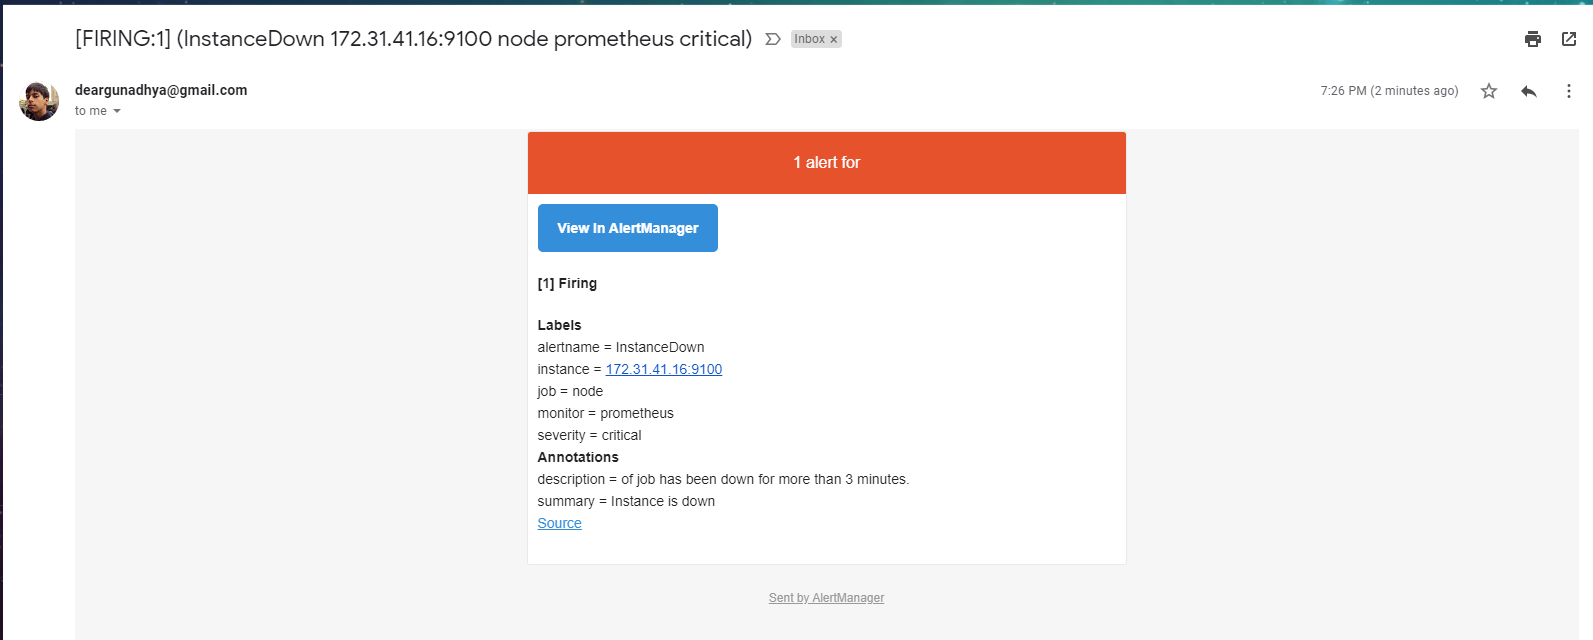 [FIRING:1] (InstanceDown 172.31.41.16:9100 node prometheus critical) Inbox ×
deargunadhya@gmail.com 7:26 PM (2 minutes ago)
to me
1 alert for
View In AlertManager
[1] Firing
Labels
alertname = InstanceDown
instance = 172.31.41.16:9100
job = node
monitor = prometheus
severity = critical
Annotations
description = of job has been down for more than 3 minutes.
summary = Instance is down
Source
Sent by AlertManager